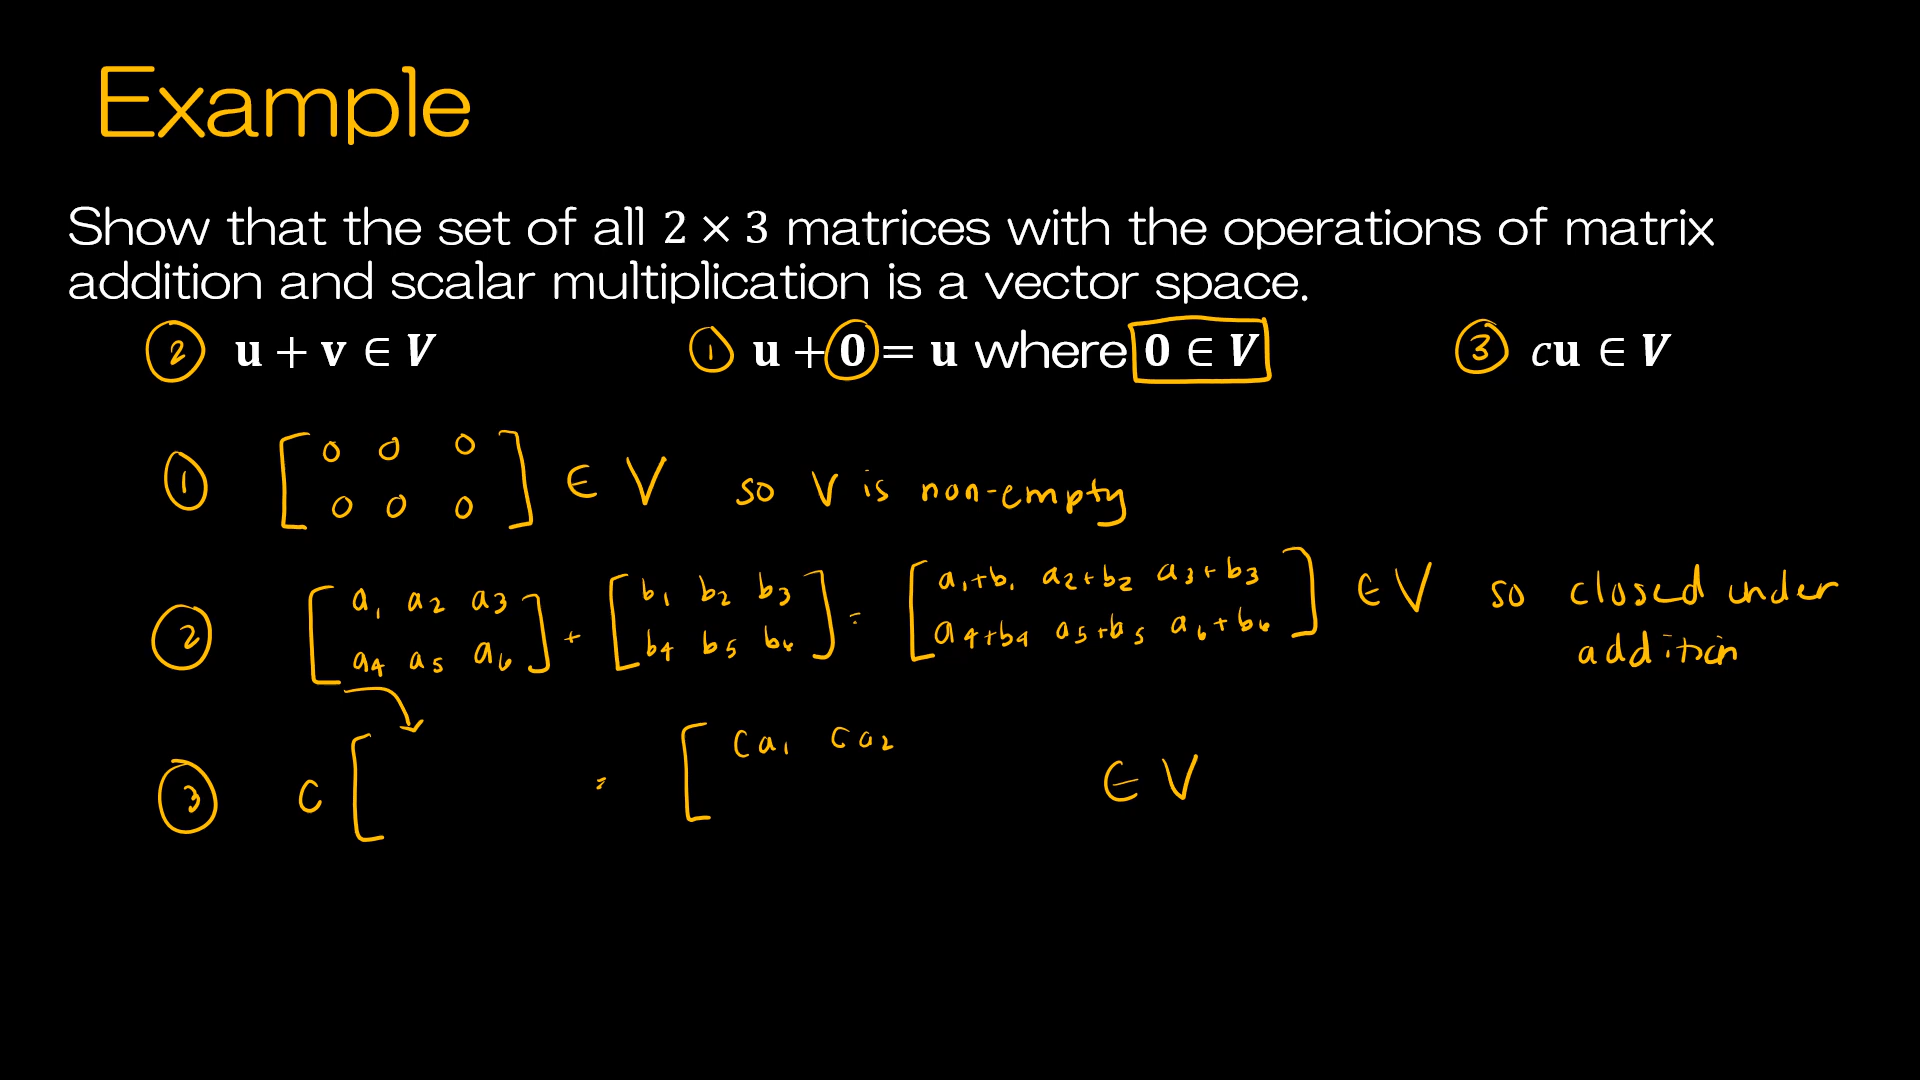 Example
Show that the set of all 2 × 3 matrices with the operations of matrix
addition and scalar multiplication is a vector space.
② u + v ∈ V ① u + 0 = u where 0 ∈ V ③ cu ∈ V
① [0 0 0 ; 0 0 0] ∈ V so V is non-empty
② [a₁ a₂ a₃ ; a₄ a₅ a₆] + [b₁ b₂ b₃ ; b₄ b₅ b₆] = [a₁+b₁ a₂+b₂ a₃+b₃ ; a₄+b₄ a₅+b₅ a₆+b₆] ∈ V so closed under
addition
③ c [ = [ ca₁ ca₂ ∈ V